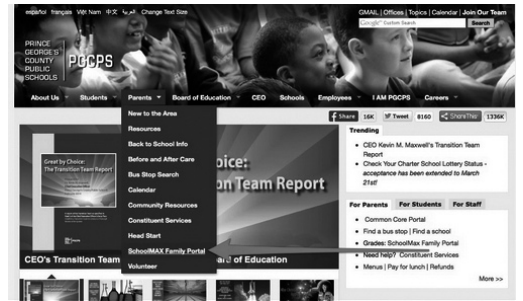 español français Việt Nam 中文 العربية Change Text Size
GMAIL | Offices | Topics | Calendar | Join Our Team
Google™ Custom Search Search
PRINCE
GEORGE'S
COUNTY
PUBLIC
SCHOOLS
PGCPS
About Us Students Parents Board of Education CEO Schools Employees I AM PGCPS Careers
New to the Area
Resources
Back to School Info
Before and After Care
Bus Stop Search
Calendar
Community Resources
Constituent Services
Head Start
SchoolMAX Family Portal
Volunteer
Share 16K Tweet 8160 ShareThis 1336K
Great by Choice:
The Transition Team Report
oice:
on Team Report
CEO's Transition Team
rd of Education
Trending
CEO Kevin M. Maxwell's Transition Team
Report
Check Your Charter School Lottery Status -
acceptance has been extended to March
21st!
For Parents For Students For Staff
Common Core Portal
Find a bus stop | Find a school
Grades: SchoolMAX Family Portal
Need help? Constituent Services
Menus | Pay for lunch | Refunds
More >>